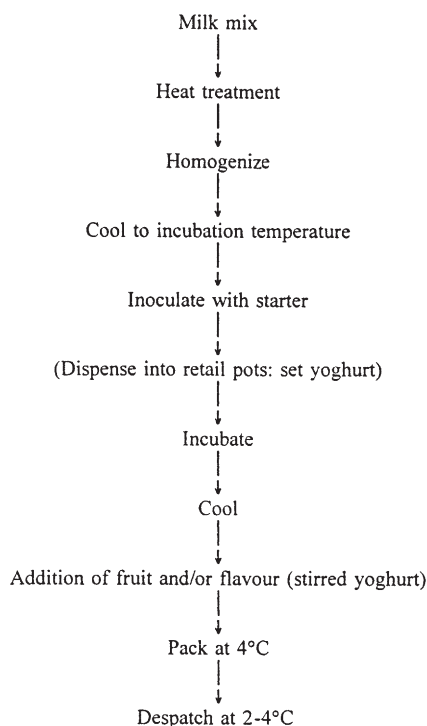 Milk mix
Heat treatment
Homogenize
Cool to incubation temperature
Inoculate with starter
(Dispense into retail pots: set yoghurt)
Incubate
Cool
Addition of fruit and/or flavour (stirred yoghurt)
Pack at 4°C
Despatch at 2-4°C